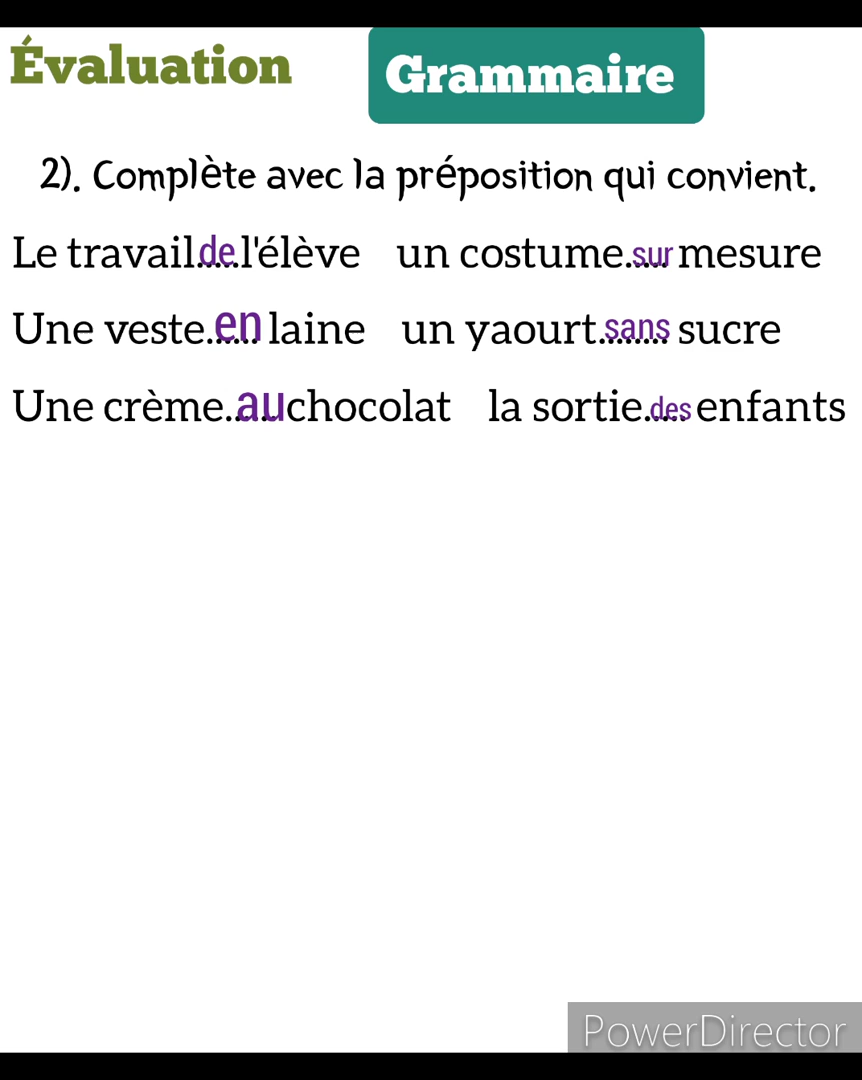 Évaluation Grammaire
2). Complète avec la préposition qui convient.
Le travail.de.l'élève un costume.sur mesure
Une veste..en laine un yaourt.sans sucre
Une crème..au chocolat la sortie.des enfants
PowerDirector